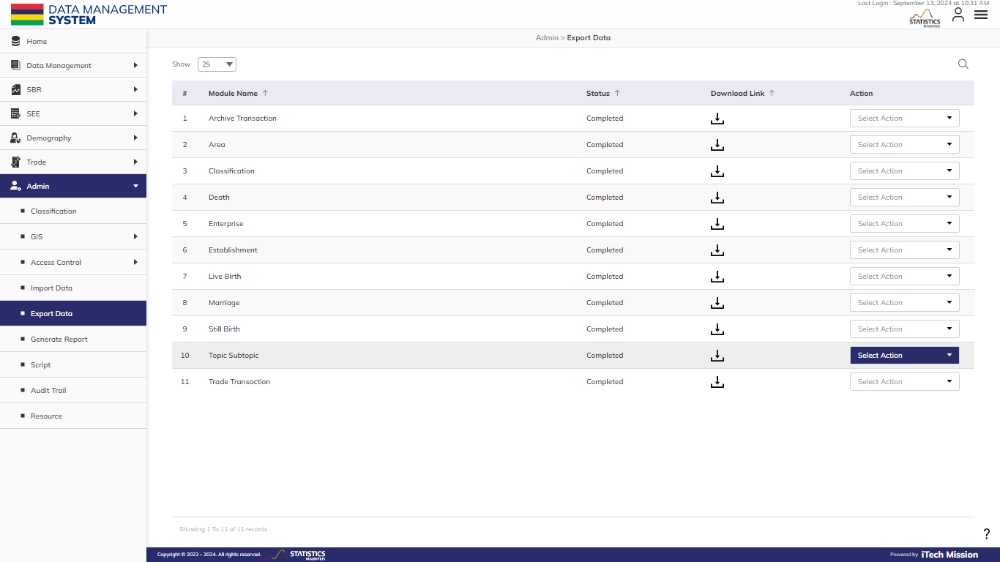 DATA MANAGEMENT
SYSTEM
Last Login : September 13, 2024 at 10:31 AM
STATISTICS
MAURITIUS
Home
Data Management
SBR
SEE
Demography
Trade
Admin
Classification
GIS
Access Control
Import Data
Export Data
Generate Report
Script
Audit Trail
Resource
Admin > Export Data
Show 25
# Module Name Status Download Link Action
1 Archive Transaction Completed Select Action
2 Area Completed Select Action
3 Classification Completed Select Action
4 Death Completed Select Action
5 Enterprise Completed Select Action
6 Establishment Completed Select Action
7 Live Birth Completed Select Action
8 Marriage Completed Select Action
9 Still Birth Completed Select Action
10 Topic Subtopic Completed Select Action
11 Trade Transaction Completed Select Action
Showing 1 To 11 of 11 records
?
Copyright © 2022 - 2024. All rights reserved. STATISTICS
MAURITIUS
Powered by iTech Mission